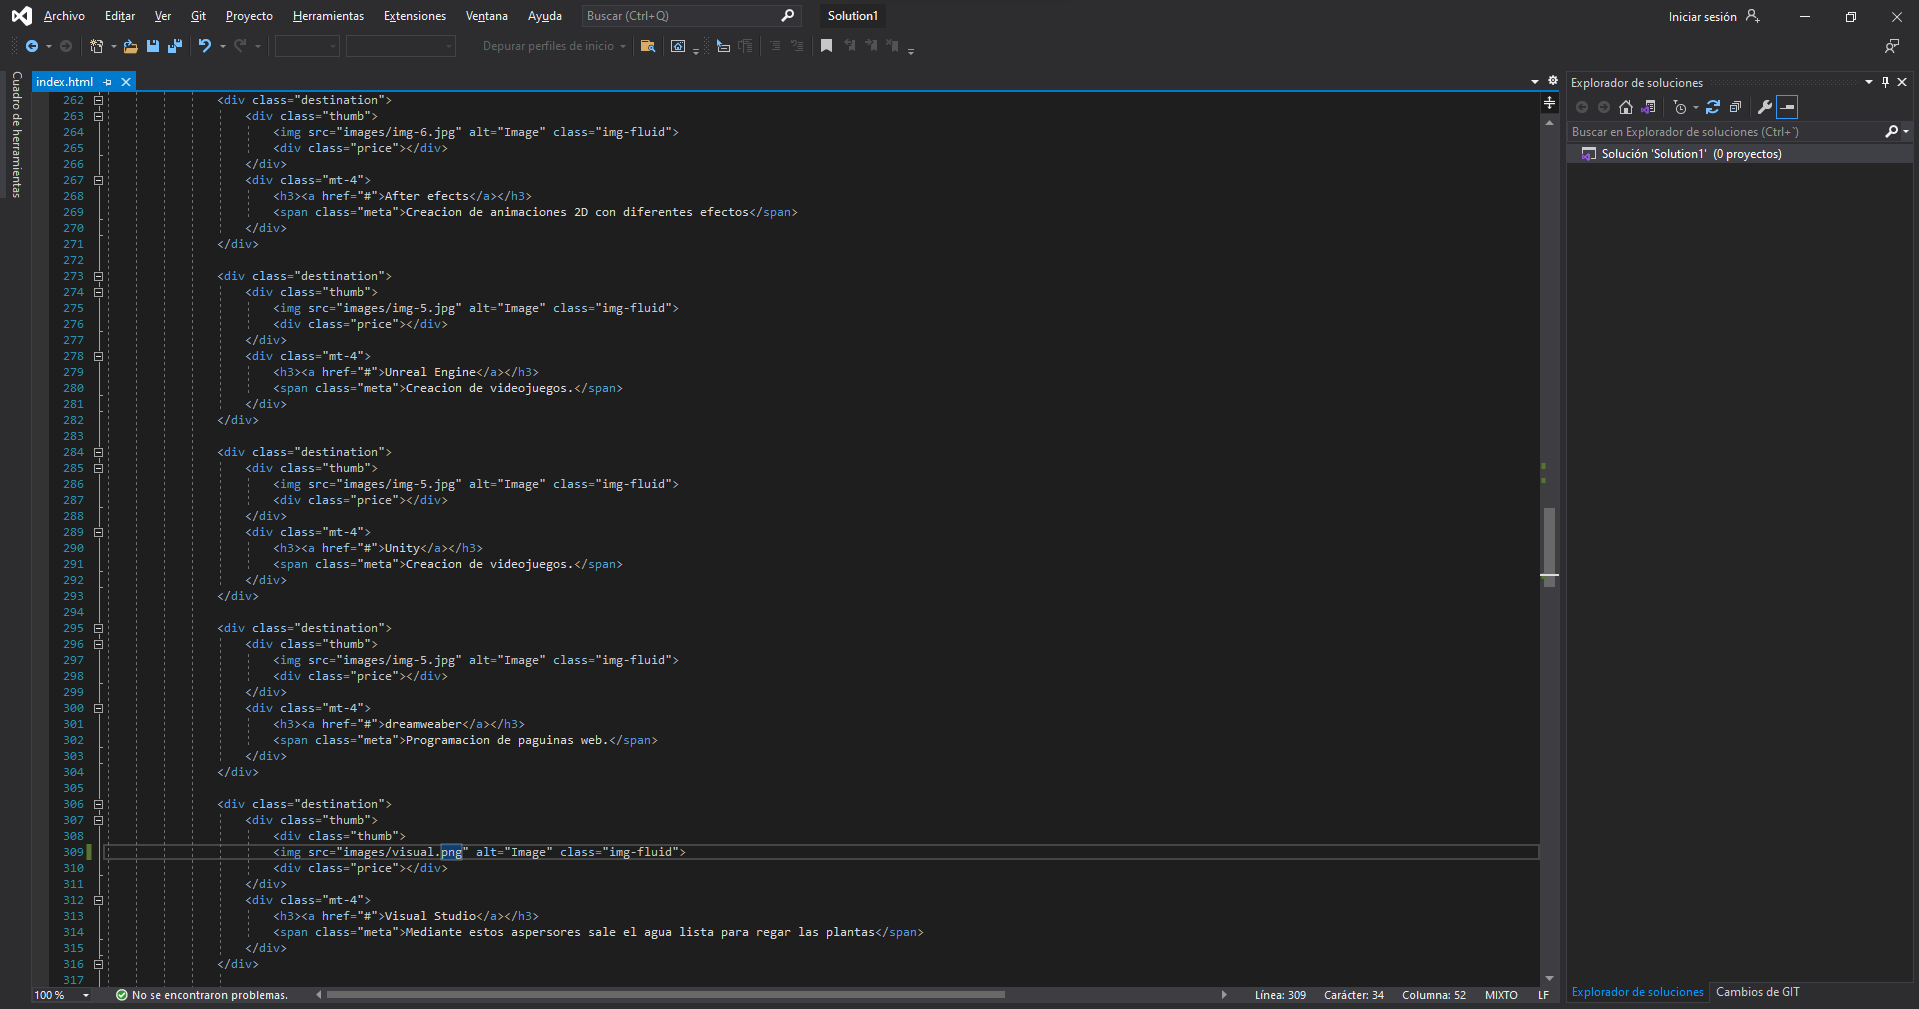 Archivo Editar Ver Git Proyecto Herramientas Extensiones Ventana Ayuda Buscar (Ctrl+Q) Solution1 Iniciar sesión
Depurar perfiles de inicio
Cuadro de herramientas
index.html
262 <div class="destination">
263 <div class="thumb">
264 <img src="images/img-6.jpg" alt="Image" class="img-fluid">
265 <div class="price"></div>
266 </div>
267 <div class="mt-4">
268 <h3><a href="#">After efects</a></h3>
269 <span class="meta">Creacion de animaciones 2D con diferentes efectos</span>
270 </div>
271 </div>
272
273 <div class="destination">
274 <div class="thumb">
275 <img src="images/img-5.jpg" alt="Image" class="img-fluid">
276 <div class="price"></div>
277 </div>
278 <div class="mt-4">
279 <h3><a href="#">Unreal Engine</a></h3>
280 <span class="meta">Creacion de videojuegos.</span>
281 </div>
282 </div>
283
284 <div class="destination">
285 <div class="thumb">
286 <img src="images/img-5.jpg" alt="Image" class="img-fluid">
287 <div class="price"></div>
288 </div>
289 <div class="mt-4">
290 <h3><a href="#">Unity</a></h3>
291 <span class="meta">Creacion de videojuegos.</span>
292 </div>
293 </div>
294
295 <div class="destination">
296 <div class="thumb">
297 <img src="images/img-5.jpg" alt="Image" class="img-fluid">
298 <div class="price"></div>
299 </div>
300 <div class="mt-4">
301 <h3><a href="#">dreamweaber</a></h3>
302 <span class="meta">Programacion de paguinas web.</span>
303 </div>
304 </div>
305
306 <div class="destination">
307 <div class="thumb">
308 <div class="thumb">
309 <img src="images/visual.png" alt="Image" class="img-fluid">
310 <div class="price"></div>
311 </div>
312 <div class="mt-4">
313 <h3><a href="#">Visual Studio</a></h3>
314 <span class="meta">Mediante estos aspersores sale el agua lista para regar las plantas</span>
315 </div>
316 </div>
317
100 % No se encontraron problemas. Línea: 309 Carácter: 34 Columna: 52 MIXTO LF
Explorador de soluciones
Buscar en Explorador de soluciones (Ctrl+`)
Solución 'Solution1' (0 proyectos)
Explorador de soluciones Cambios de GIT